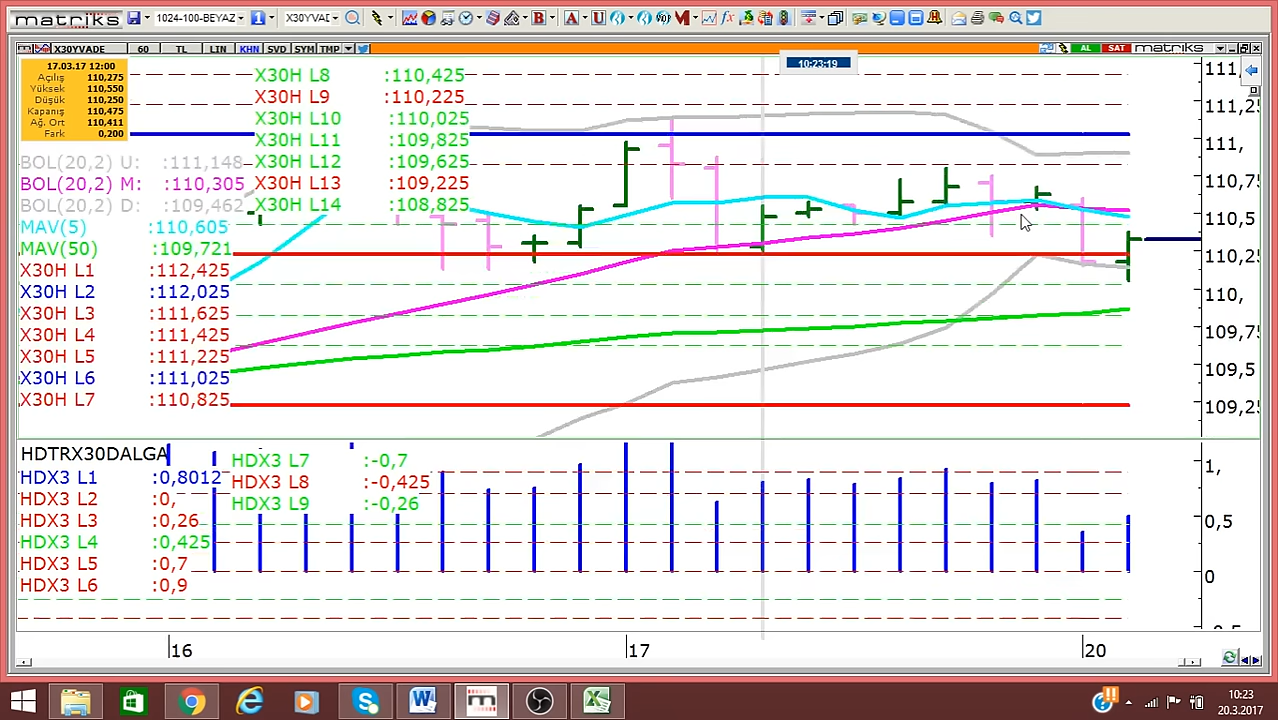 matriks 1024-100-BEYAZ 1 X30YVAD B A U M fx
X30YVADE 60 TL LIN KHN SVD SYM TMP AL SAT matriks
17.03.17 12:00
Açılış 110,275
Yüksek 110,550
Düşük 110,250
Kapanış 110,475
Ağ. Ort 110,411
Fark 0,200
10:23:19
X30H L8 :110,425
X30H L9 :110,225
X30H L10 :110,025
X30H L11 :109,825
X30H L12 :109,625
X30H L13 :109,225
X30H L14 :108,825
BOL(20,2) U: :111,148
BOL(20,2) M: :110,305
BOL(20,2) D: :109,462
MAV(5) :110,605
MAV(50) :109,721
X30H L1 :112,425
X30H L2 :112,025
X30H L3 :111,625
X30H L4 :111,425
X30H L5 :111,225
X30H L6 :111,025
X30H L7 :110,825
111,
111,25
111,
110,75
110,5
110,25
110,
109,75
109,5
109,25
HDTRX30DALGA
HDX3 L1 :0,8012
HDX3 L2 :0,
HDX3 L3 :0,26
HDX3 L4 :0,425
HDX3 L5 :0,7
HDX3 L6 :0,9
HDX3 L7 :-0,7
HDX3 L8 :-0,425
HDX3 L9 :-0,26
1,
0,5
0
-0,5
16 17 20
10:23
20.3.2017